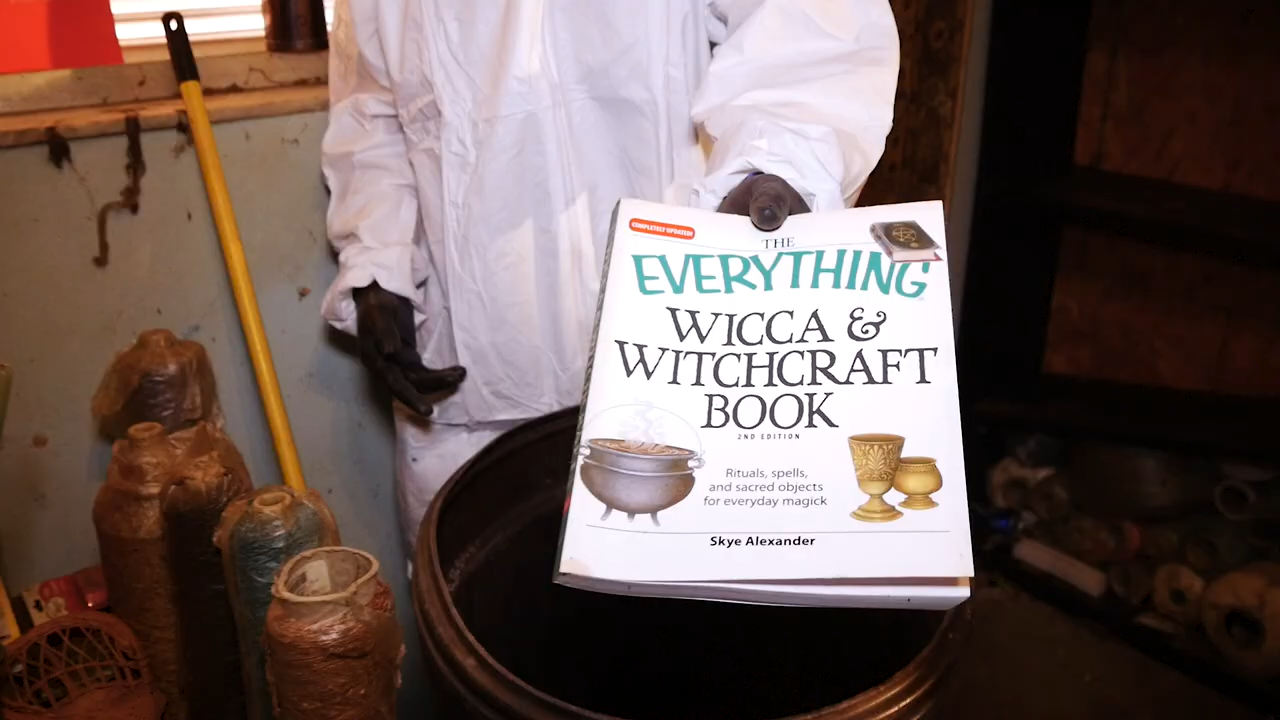 COMPLETELY UPDATED!
THE
EVERYTHING
WICCA &
WITCHCRAFT
BOOK
2ND EDITION
Rituals, spells,
and sacred objects
for everyday magick
Skye Alexander